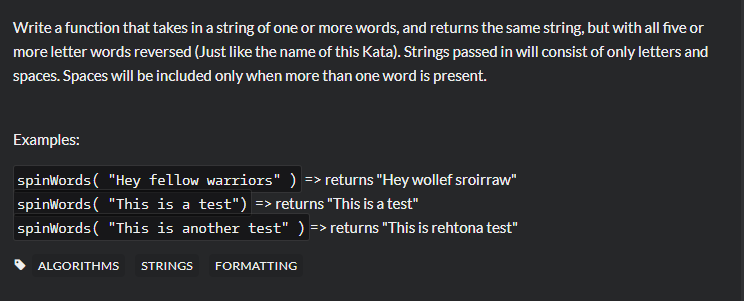 Write a function that takes in a string of one or more words, and returns the same string, but with all five or
more letter words reversed (Just like the name of this Kata). Strings passed in will consist of only letters and
spaces. Spaces will be included only when more than one word is present.
Examples:
spinWords( "Hey fellow warriors" ) => returns "Hey wollef sroirraw"
spinWords( "This is a test") => returns "This is a test"
spinWords( "This is another test" ) => returns "This is rehtona test"
ALGORITHMS STRINGS FORMATTING